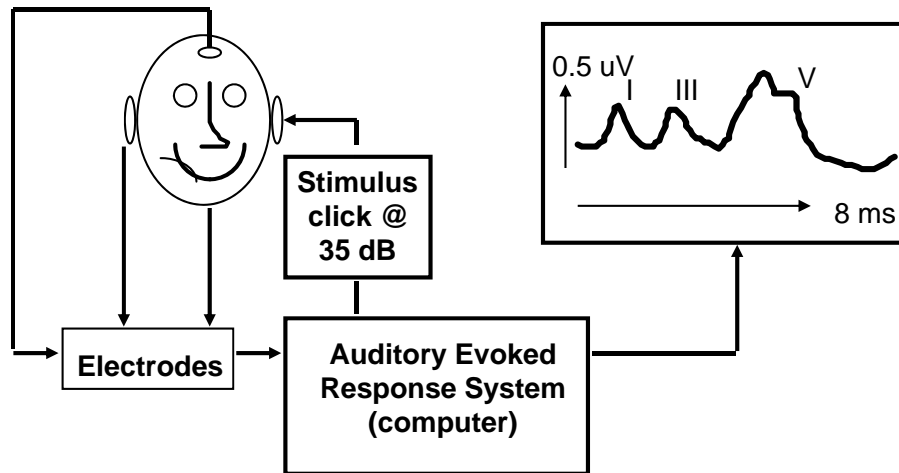 0.5 uV
I
III
V
8 ms
Stimulus
click @
35 dB
Electrodes
Auditory Evoked
Response System
(computer)